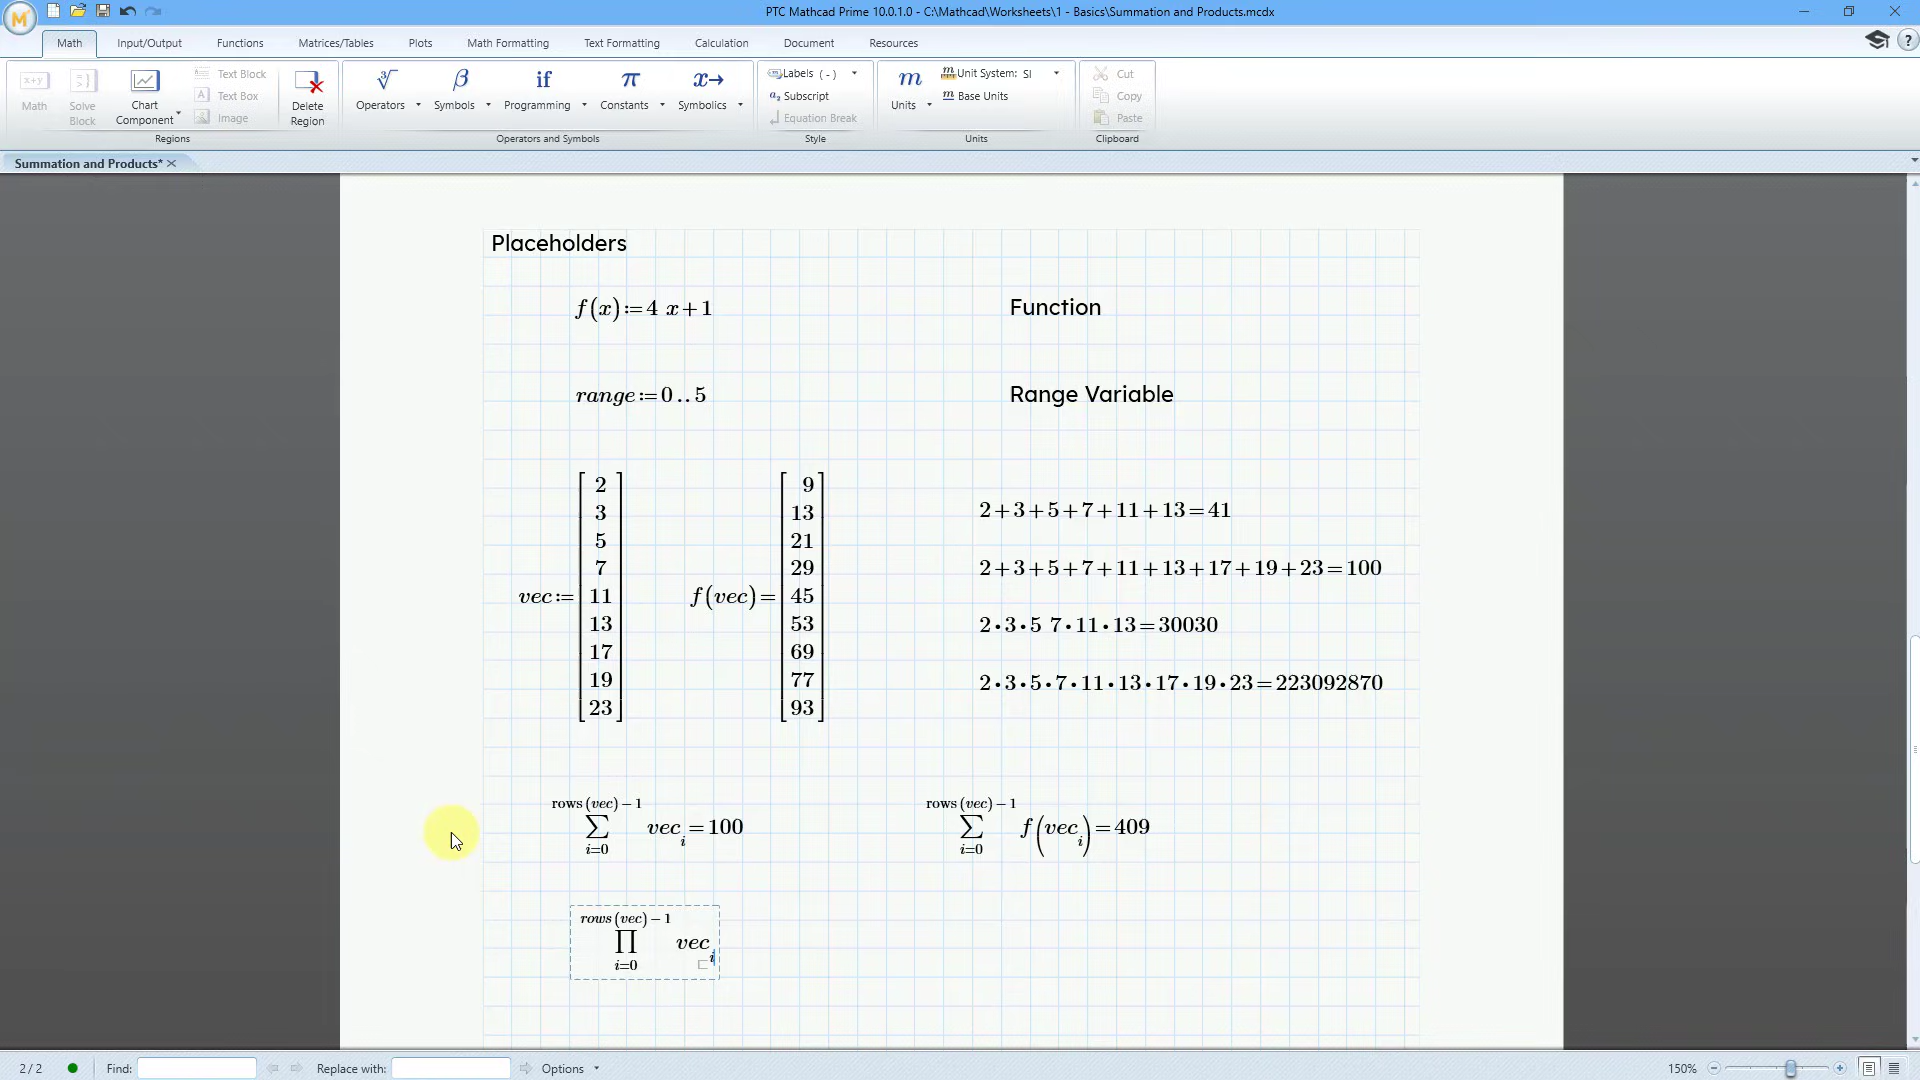 PTC Mathcad Prime 10.0.1.0 - C:\Mathcad\Worksheets\1 - Basics\Summation and Products.mcdx
Math Input/Output Functions Matrices/Tables Plots Math Formatting Text Formatting Calculation Document Resources
Math
Solve Block
Chart Component
Text Block
Text Box
Image
Delete Region
Regions
Operators
Symbols
if
Programming
π
Constants
Symbolics
Operators and Symbols
Labels ( - )
Subscript
Equation Break
Style
m
Units
Unit System: SI
Base Units
Units
Cut
Copy
Paste
Clipboard
Summation and Products*
Placeholders
f(x):=4 x+1
Function
range:=0..5
Range Variable
vec:=[2 3 5 7 11 13 17 19 23]
f(vec)=[9 13 21 29 45 53 69 77 93]
2+3+5+7+11+13=41
2+3+5+7+11+13+17+19+23=100
2·3·5 7·11·13=30030
2·3·5·7·11·13·17·19·23=223092870
rows(vec)−1
∑ vec i =100
i=0
rows(vec)−1
∑ f(vec i)=409
i=0
rows(vec)−1
∏ vec i
i=0
2 / 2 Find: Replace with: Options 150%